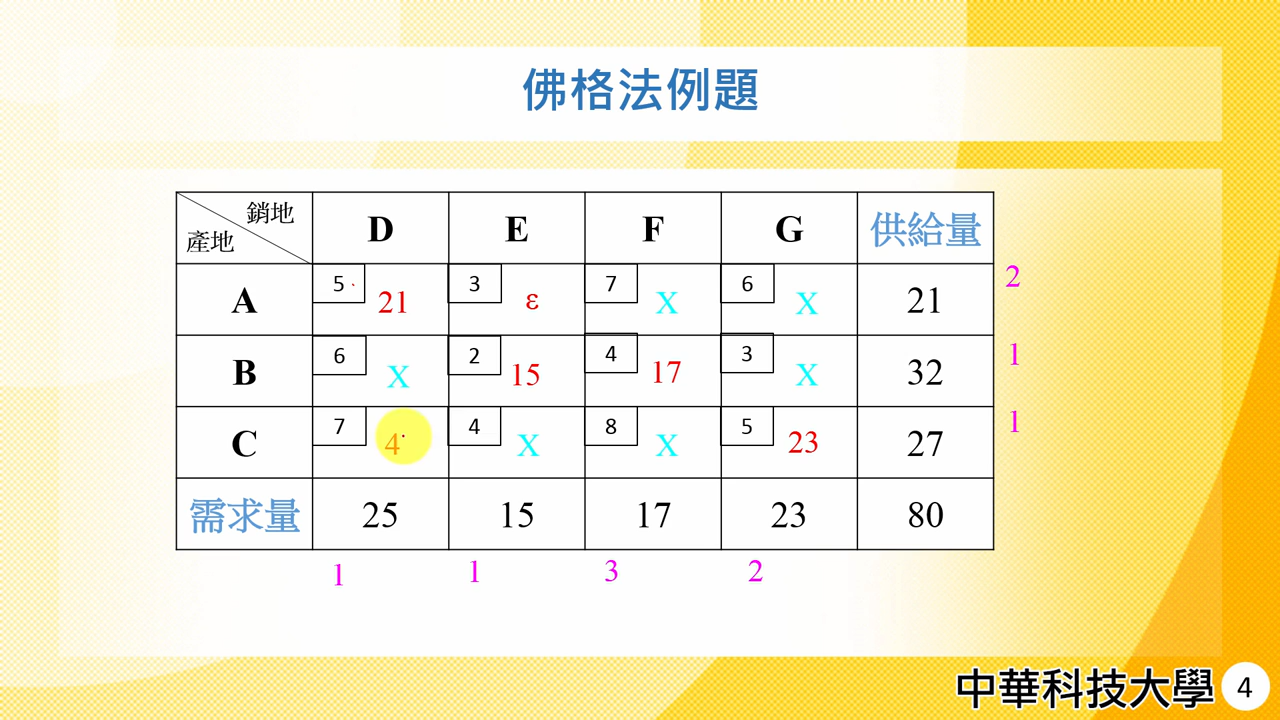 佛格法例題
銷地
產地 D E F G 供給量
A 5 21 3 ε 7 X 6 X 21 2
B 6 X 2 15 4 17 3 X 32 1
C 7 4 4 X 8 X 5 23 27 1
需求量 25 15 17 23 80
1 1 3 2
中華科技大學 4